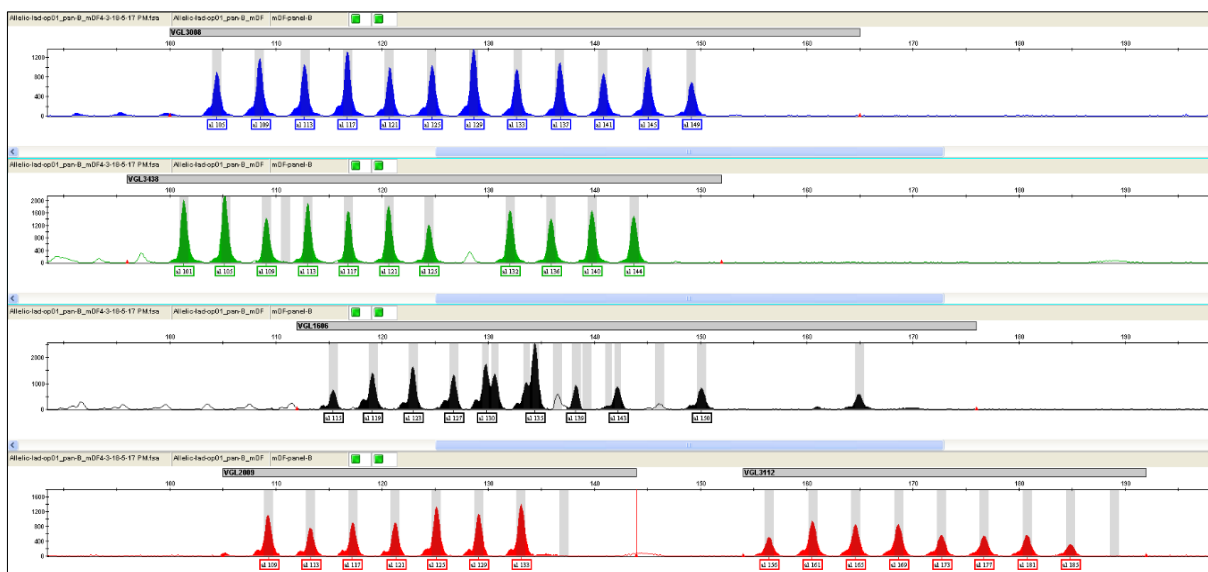 Allelic-lad-op01_pan-B_mDF4-3-18-5-17 PM.fsa Allelic-lad-op01_pan-B_mDF mDF-panel-B
VGL3008
100 110 120 130 140 150 160 170 180 190
1200
800
400
0
al 105 al 109 al 113 al 117 al 121 al 125 al 129 al 133 al 137 al 141 al 145 al 149
Allelic-lad-op01_pan-B_mDF4-3-18-5-17 PM.fsa Allelic-lad-op01_pan-B_mDF mDF-panel-B
VGL3438
100 110 120 130 140 150 160 170 180 190
2000
1600
1200
800
400
0
al 101 al 105 al 109 al 113 al 117 al 121 al 125 al 132 al 136 al 140 al 144
Allelic-lad-op01_pan-B_mDF4-3-18-5-17 PM.fsa Allelic-lad-op01_pan-B_mDF mDF-panel-B
VGL1606
100 110 120 130 140 150 160 170 180 190
2000
1000
0
al 115 al 119 al 123 al 127 al 130 al 135 al 139 al 143 al 150
Allelic-lad-op01_pan-B_mDF4-3-18-5-17 PM.fsa Allelic-lad-op01_pan-B_mDF mDF-panel-B
VGL2009 VGL3112
100 110 120 130 140 150 160 170 180 190
1600
1200
800
400
0
al 109 al 113 al 117 al 121 al 125 al 129 al 133 al 156 al 161 al 165 al 169 al 173 al 177 al 181 al 185